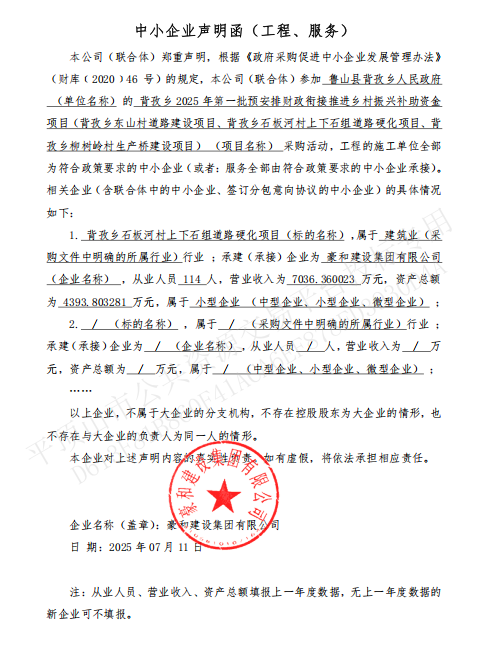 中小企业声明函（工程、服务）
本公司（联合体）郑重声明，根据《政府采购促进中小企业发展管理办法》
（财库﹝2020﹞46 号）的规定，本公司（联合体）参加 鲁山县背孜乡人民政府
（单位名称）的 背孜乡 2025 年第一批预安排财政衔接推进乡村振兴补助资金
项目（背孜乡东山村道路建设项目、背孜乡石板河村上下石组道路硬化项目、背
孜乡柳树岭村生产桥建设项目）（项目名称） 采购活动，工程的施工单位全部
为符合政策要求的中小企业（或者：服务全部由符合政策要求的中小企业承接）。
相关企业（含联合体中的中小企业、签订分包意向协议的中小企业）的具体情况
如下：
1. 背孜乡石板河村上下石组道路硬化项目（标的名称）,属于 建筑业（采
购文件中明确的所属行业）行业 ；承建（承接）企业为 豪和建设集团有限公司
（企业名称） ，从业人员 114 人，营业收入为 7036.360023 万元，资产总额
为 4393.803281 万元，属于 小型企业 （中型企业、小型企业、微型企业） ；
2. / （标的名称） ，属于 / （采购文件中明确的所属行业）行业 ；
承建（承接）企业为 / （企业名称） ，从业人员 / 人，营业收入为 / 万
元，资产总额为 / 万元，属于 / （中型企业、小型企业、微型企业） ；
……
以上企业，不属于大企业的分支机构，不存在控股股东为大企业的情形，也
不存在与大企业的负责人为同一人的情形。
本企业对上述声明内容的真实性负责。如有虚假，将依法承担相应责任。
豪和建设集团有限公司
企业名称（盖章）：豪和建设集团有限公司
日 期：2025 年 07 月 11 日
注：从业人员、营业收入、资产总额填报上一年度数据，无上一年度数据的
新企业可不填报。